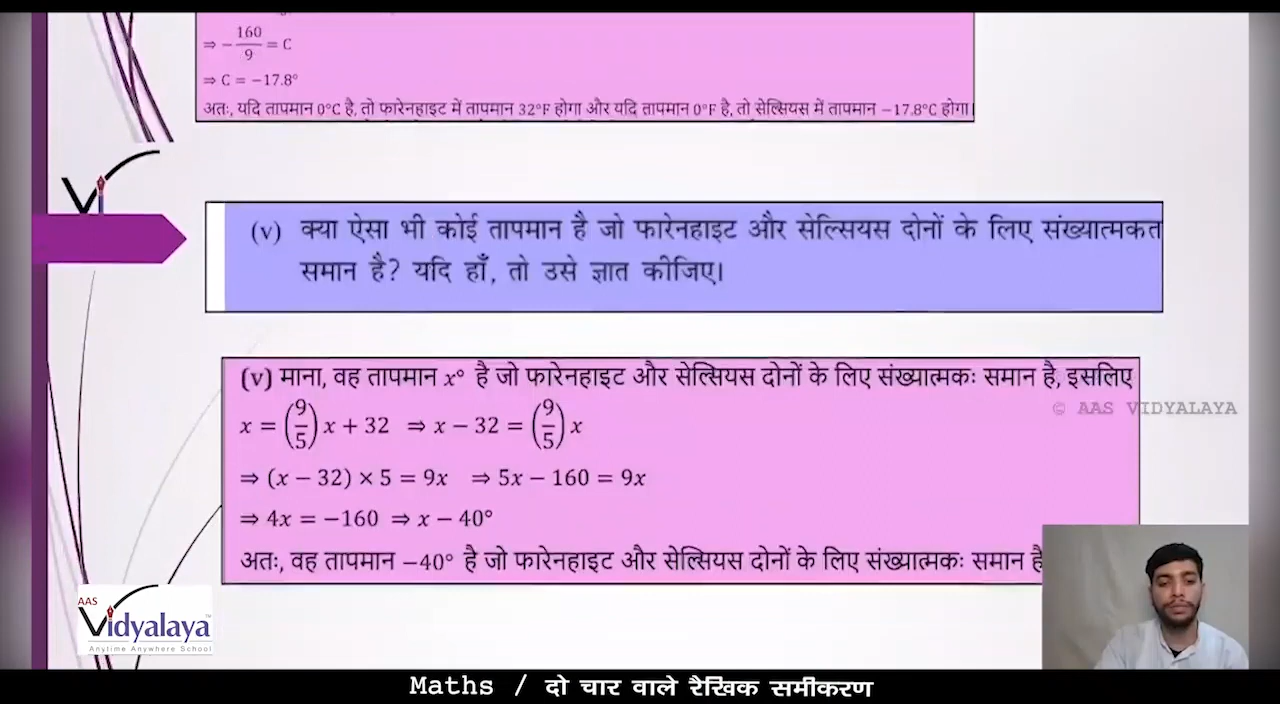 ⇒ − 160/9 = C
⇒ C = −17.8°
अतः, यदि तापमान 0°C है, तो फारेनहाइट में तापमान 32°F होगा और यदि तापमान 0°F है, तो सेल्सियस में तापमान −17.8°C होगा
(v) क्या ऐसा भी कोई तापमान है जो फारेनहाइट और सेल्सियस दोनों के लिए संख्यात्मकत
समान है? यदि हाँ, तो उसे ज्ञात कीजिए।
(v) माना, वह तापमान x° है जो फारेनहाइट और सेल्सियस दोनों के लिए संख्यात्मकः समान है, इसलिए
© AAS VIDYALAYA
x = (9/5) x + 32 ⇒ x − 32 = (9/5) x
⇒ (x − 32) × 5 = 9x ⇒ 5x − 160 = 9x
⇒ 4x = −160 ⇒ x − 40°
अतः, वह तापमान −40° है जो फारेनहाइट और सेल्सियस दोनों के लिए संख्यात्मकः समान है
AAS
Vidyalaya
Anytime Anywhere School
Maths / दो चार वाले रैखिक समीकरण